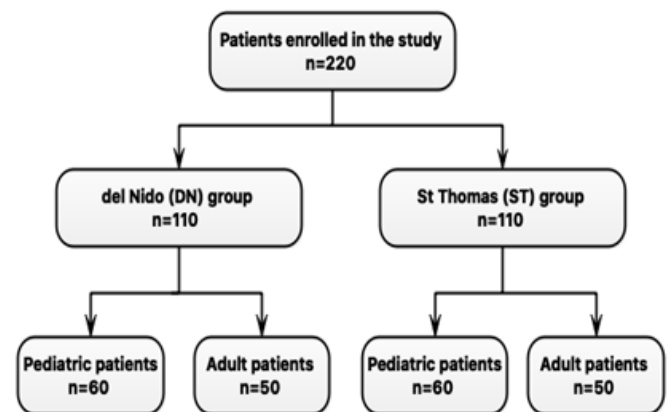 Patients enrolled in the study
n=220
del Nido (DN) group
n=110
St Thomas (ST) group
n=110
Pediatric patients
n=60
Adult patients
n=50
Pediatric patients
n=60
Adult patients
n=50